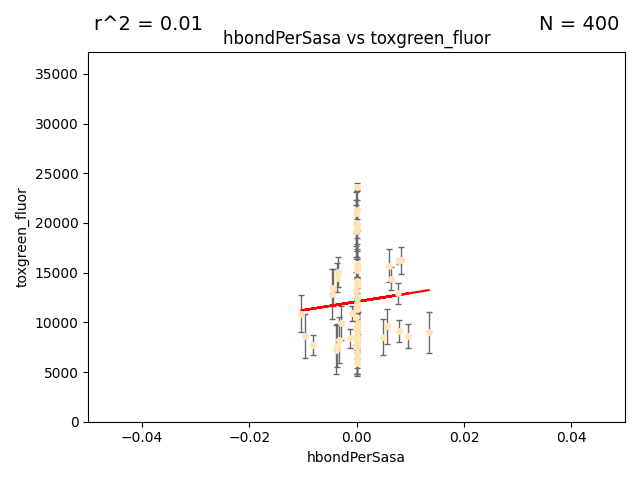 r^2 = 0.01
N = 400
hbondPerSasa vs toxgreen_fluor
35000
30000
25000
20000
15000
10000
5000
0
toxgreen_fluor
−0.04
−0.02
0.00
0.02
0.04
hbondPerSasa